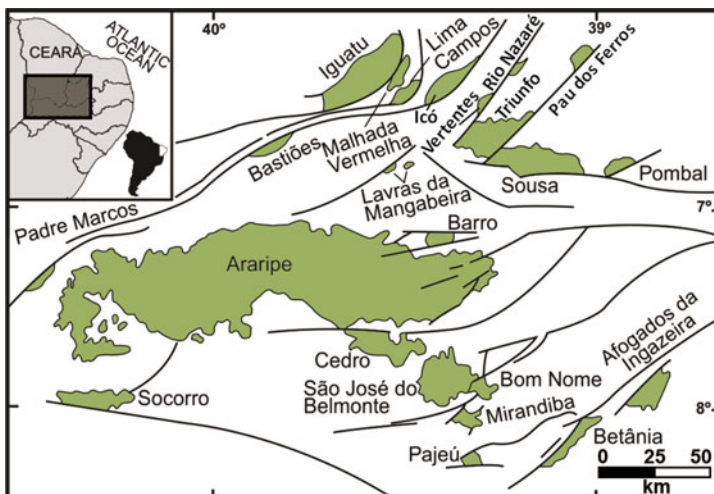 40º
39º
CEARÁ
ATLANTIC
OCEAN
Iguatu
Lima
Campos
Rio Nazaré
Pau dos Ferros
Triunfo
Vertentes
Icó
Malhada
Vermelha
Bastiões
Lavras da
Mangabeira
Sousa
Pombal
7º
Padre Marcos
Barro
Araripe
Afogados da
Ingazeira
Cedro
São José do
Belmonte
Bom Nome
Socorro
Mirandiba
8º
Pajeú
Betânia
0 25 50
km